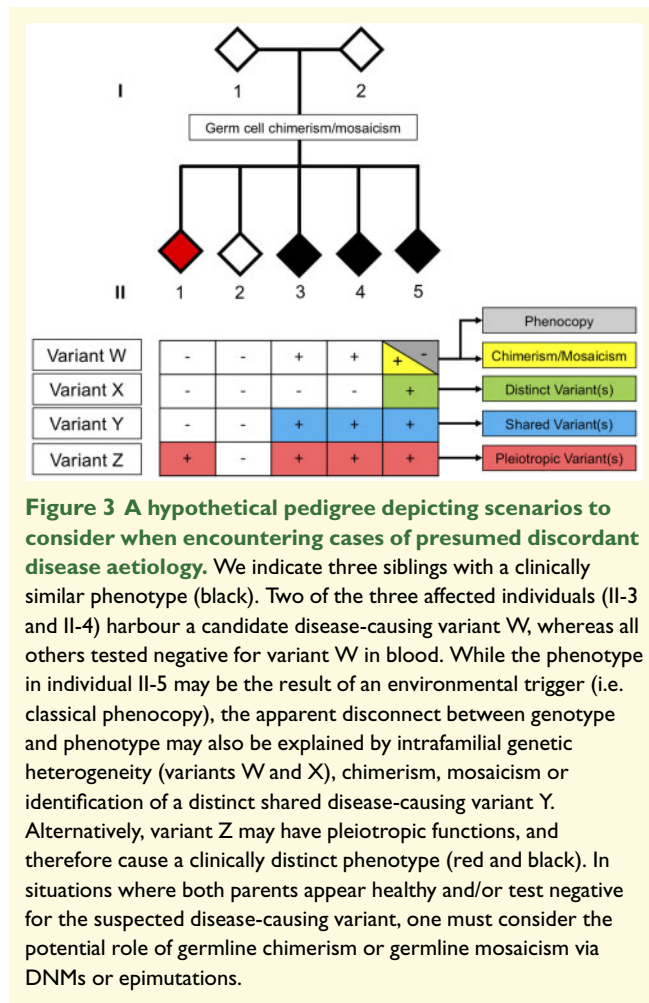 I
1
2
Germ cell chimerism/mosaicism
II
1
2
3
4
5
Phenocopy
Variant W
-
-
+
+
+
-
Chimerism/Mosaicism
Variant X
-
-
-
-
+
Distinct Variant(s)
Variant Y
-
-
+
+
+
Shared Variant(s)
Variant Z
+
-
+
+
+
Pleiotropic Variant(s)
Figure 3 A hypothetical pedigree depicting scenarios to
consider when encountering cases of presumed discordant
disease aetiology. We indicate three siblings with a clinically
similar phenotype (black). Two of the three affected individuals (II-3
and II-4) harbour a candidate disease-causing variant W, whereas all
others tested negative for variant W in blood. While the phenotype
in individual II-5 may be the result of an environmental trigger (i.e.
classical phenocopy), the apparent disconnect between genotype
and phenotype may also be explained by intrafamilial genetic
heterogeneity (variants W and X), chimerism, mosaicism or
identification of a distinct shared disease-causing variant Y.
Alternatively, variant Z may have pleiotropic functions, and
therefore cause a clinically distinct phenotype (red and black). In
situations where both parents appear healthy and/or test negative
for the suspected disease-causing variant, one must consider the
potential role of germline chimerism or germline mosaicism via
DNMs or epimutations.